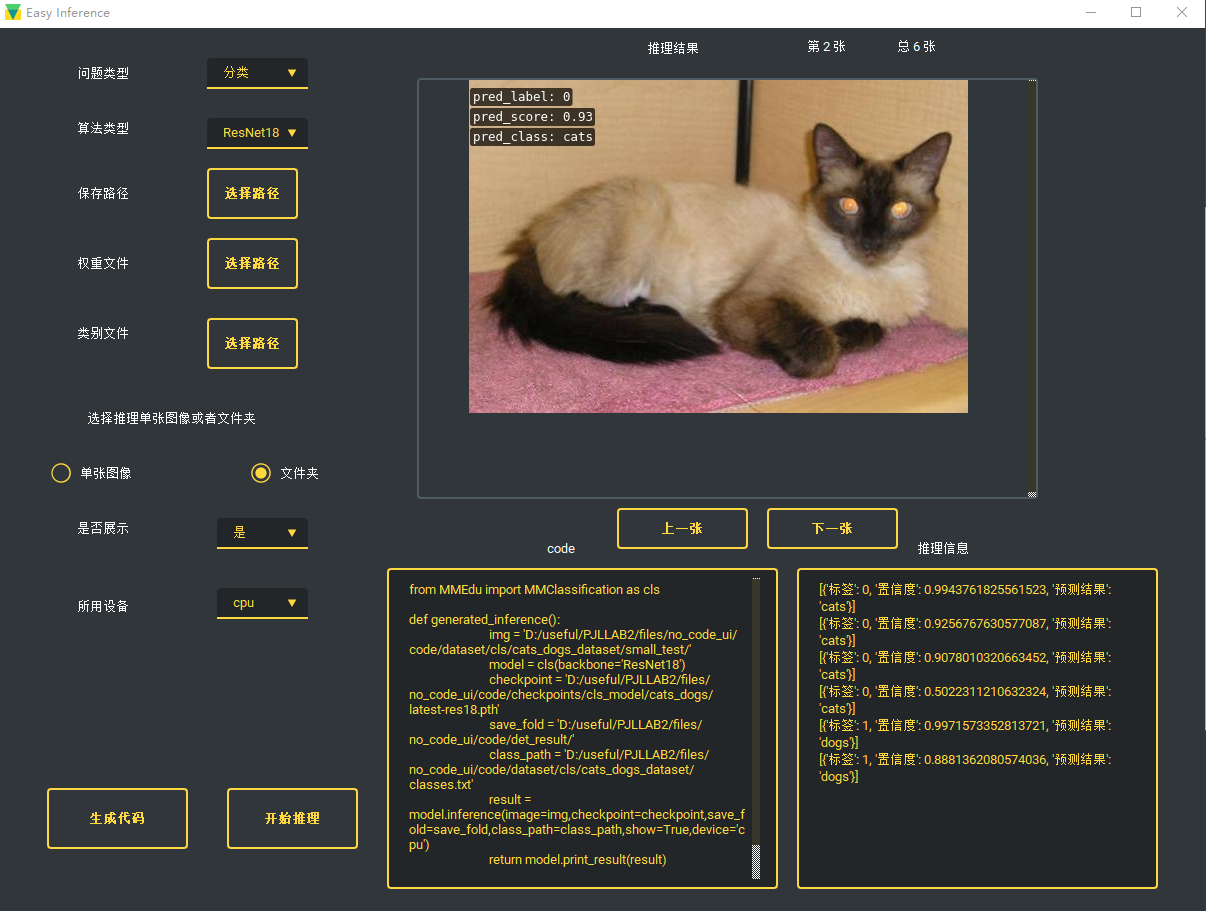 Easy Inference
推理结果
第 2 张
总 6 张
问题类型
分类
算法类型
ResNet18
保存路径
选择路径
权重文件
选择路径
类别文件
选择路径
选择推理单张图像或者文件夹
单张图像
文件夹
是否展示
是
所用设备
cpu
生成代码
开始推理
pred_label: 0
pred_score: 0.93
pred_class: cats
上一张
下一张
code
推理信息
from MMEdu import MMClassification as cls
def generated_inference():
img = 'D:/useful/PJLLAB2/files/no_code_ui/
code/dataset/cls/cats_dogs_dataset/small_test/'
model = cls(backbone='ResNet18')
checkpoint = 'D:/useful/PJLLAB2/files/
no_code_ui/code/checkpoints/cls_model/cats_dogs/
latest-res18.pth'
save_fold = 'D:/useful/PJLLAB2/files/
no_code_ui/code/det_result/'
class_path = 'D:/useful/PJLLAB2/files/
no_code_ui/code/dataset/cls/cats_dogs_dataset/
classes.txt'
result =
model.inference(image=img,checkpoint=checkpoint,save_f
old=save_fold,class_path=class_path,show=True,device='c
pu')
return model.print_result(result)
[{'标签': 0, '置信度': 0.9943761825561523, '预测结果':
'cats'}]
[{'标签': 0, '置信度': 0.9256767630577087, '预测结果':
'cats'}]
[{'标签': 0, '置信度': 0.9078010320663452, '预测结果':
'cats'}]
[{'标签': 0, '置信度': 0.5022311210632324, '预测结果':
'cats'}]
[{'标签': 1, '置信度': 0.9971573352813721, '预测结果':
'dogs'}]
[{'标签': 1, '置信度': 0.8881362080574036, '预测结果':
'dogs'}]